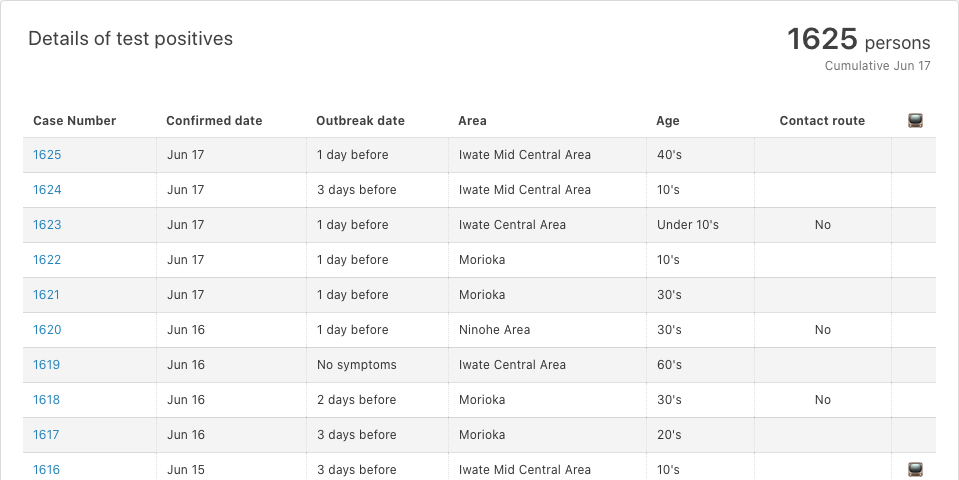 Details of test positives
1625 persons
Cumulative Jun 17
Case Number Confirmed date Outbreak date Area Age Contact route
1625 Jun 17 1 day before Iwate Mid Central Area 40's
1624 Jun 17 3 days before Iwate Mid Central Area 10's
1623 Jun 17 1 day before Iwate Central Area Under 10's No
1622 Jun 17 1 day before Morioka 10's
1621 Jun 17 1 day before Morioka 30's
1620 Jun 16 1 day before Ninohe Area 30's No
1619 Jun 16 No symptoms Iwate Central Area 60's
1618 Jun 16 2 days before Morioka 30's No
1617 Jun 16 3 days before Morioka 20's
1616 Jun 15 3 days before Iwate Mid Central Area 10's